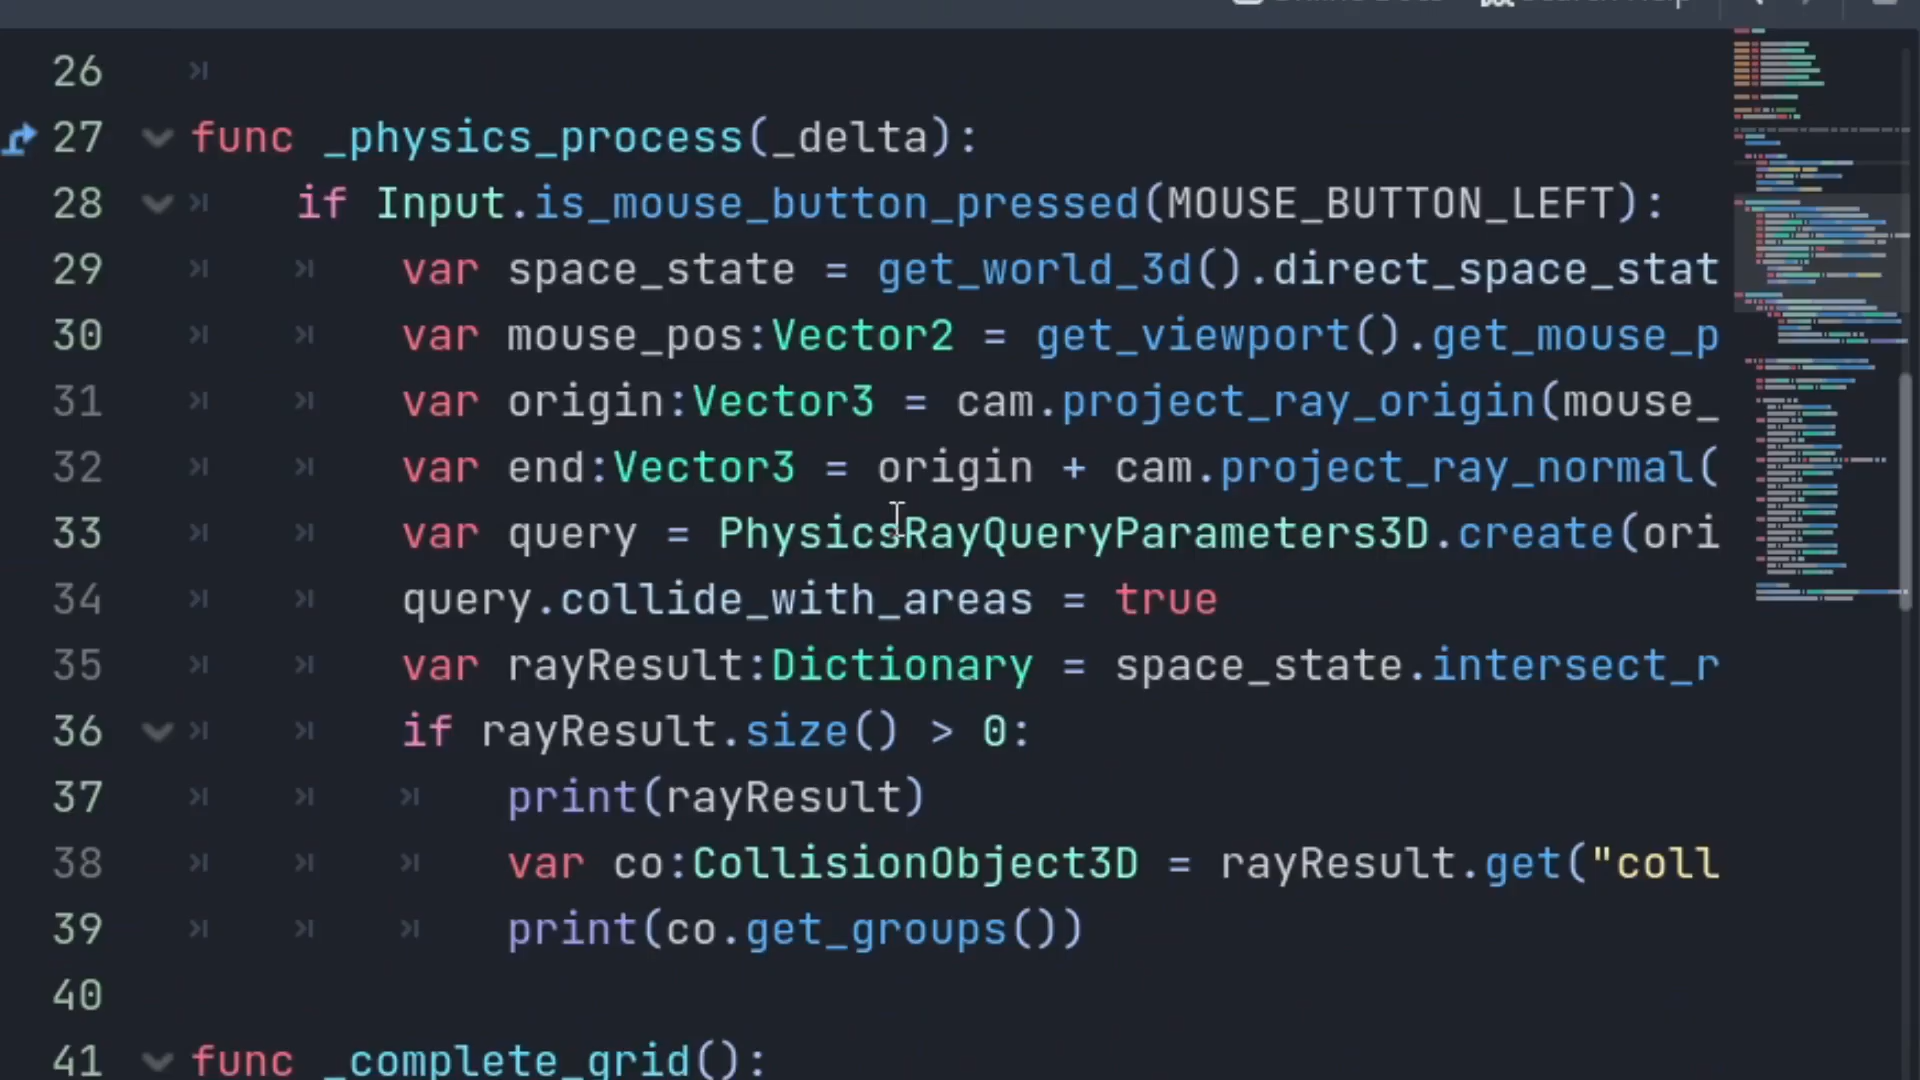 26
27 func _physics_process(_delta):
28 if Input.is_mouse_button_pressed(MOUSE_BUTTON_LEFT):
29 var space_state = get_world_3d().direct_space_stat
30 var mouse_pos:Vector2 = get_viewport().get_mouse_p
31 var origin:Vector3 = cam.project_ray_origin(mouse_
32 var end:Vector3 = origin + cam.project_ray_normal(
33 var query = PhysicsRayQueryParameters3D.create(ori
34 query.collide_with_areas = true
35 var rayResult:Dictionary = space_state.intersect_r
36 if rayResult.size() > 0:
37 print(rayResult)
38 var co:CollisionObject3D = rayResult.get("coll
39 print(co.get_groups())
40
41 func _complete_grid():